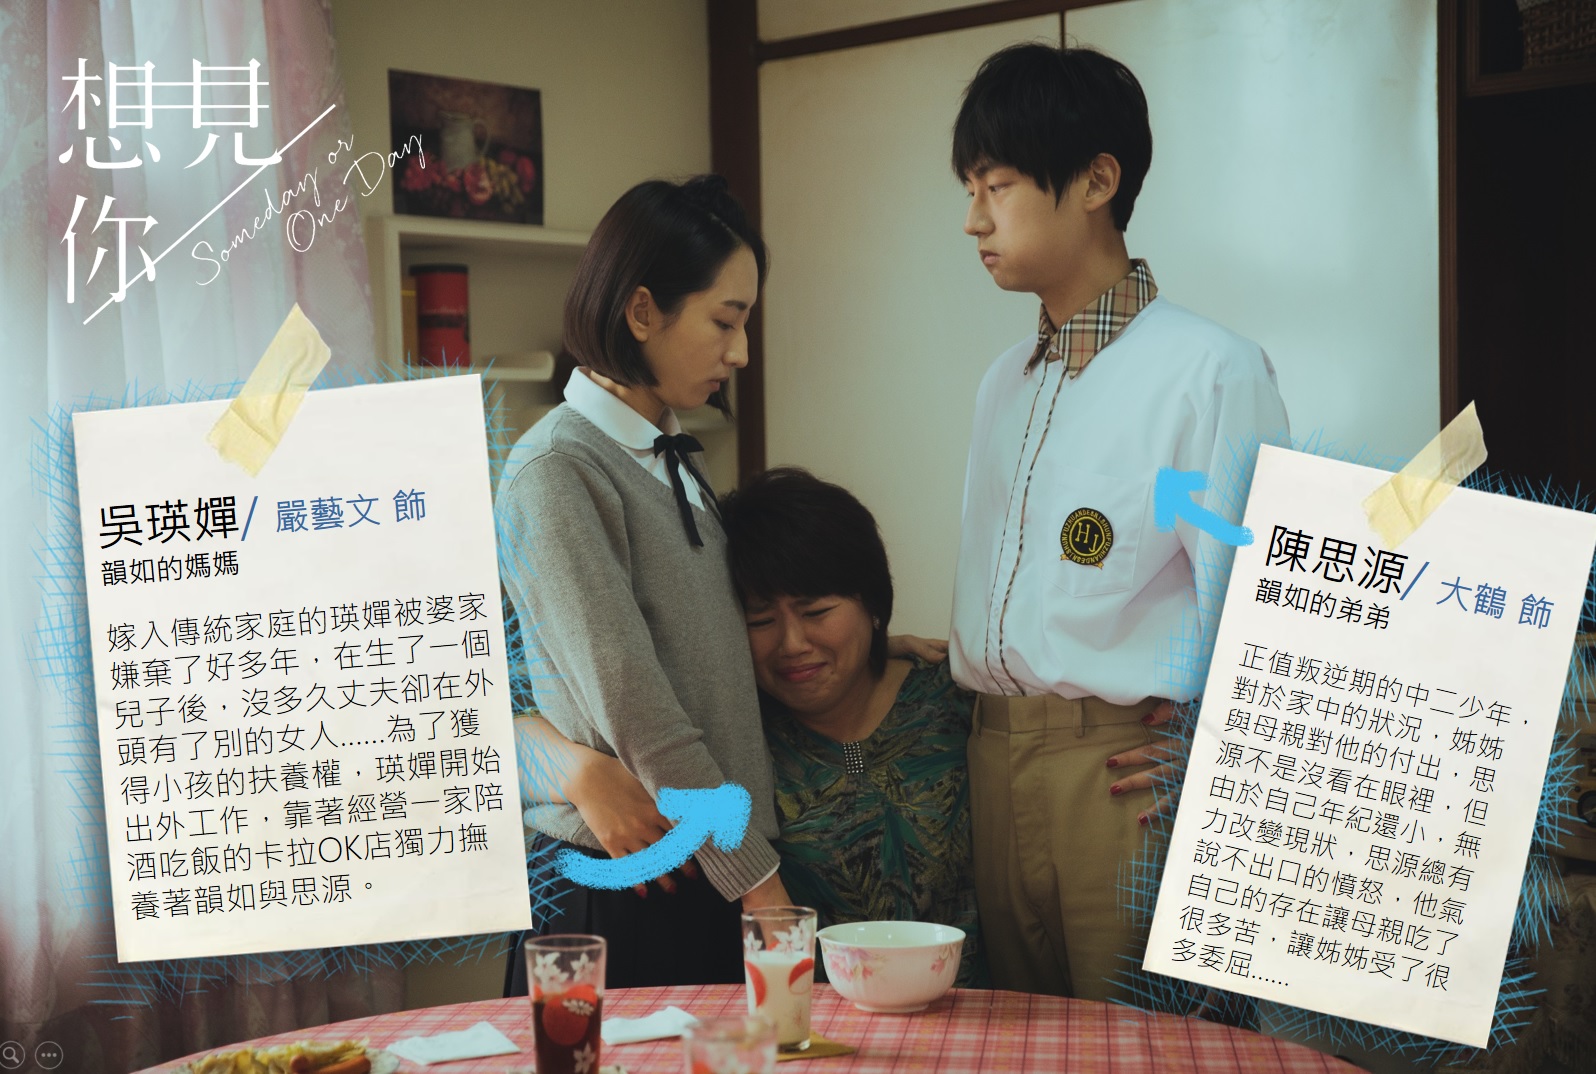 想見
你
Someday or
One Day
吳瑛嬋/ 嚴藝文 飾
韻如的媽媽
嫁入傳統家庭的瑛嬋被婆家
嫌棄了好多年，在生了一個
兒子後，沒多久丈夫卻在外
頭有了別的女人......為了獲
得小孩的扶養權，瑛嬋開始
出外工作，靠著經營一家陪
酒吃飯的卡拉OK店獨力撫
養著韻如與思源。
HJ
陳思源/ 大鶴 飾
韻如的弟弟
正值叛逆期的中二少年，
對於家中的狀況，姊姊
與母親對他的付出，思
源不是沒看在眼裡，但
由於自己年紀還小，無
力改變現狀，思源總有
說不出口的憤怒，他氣
自己的存在讓母親吃了
很多苦，讓姊姊受了很
多委屈......